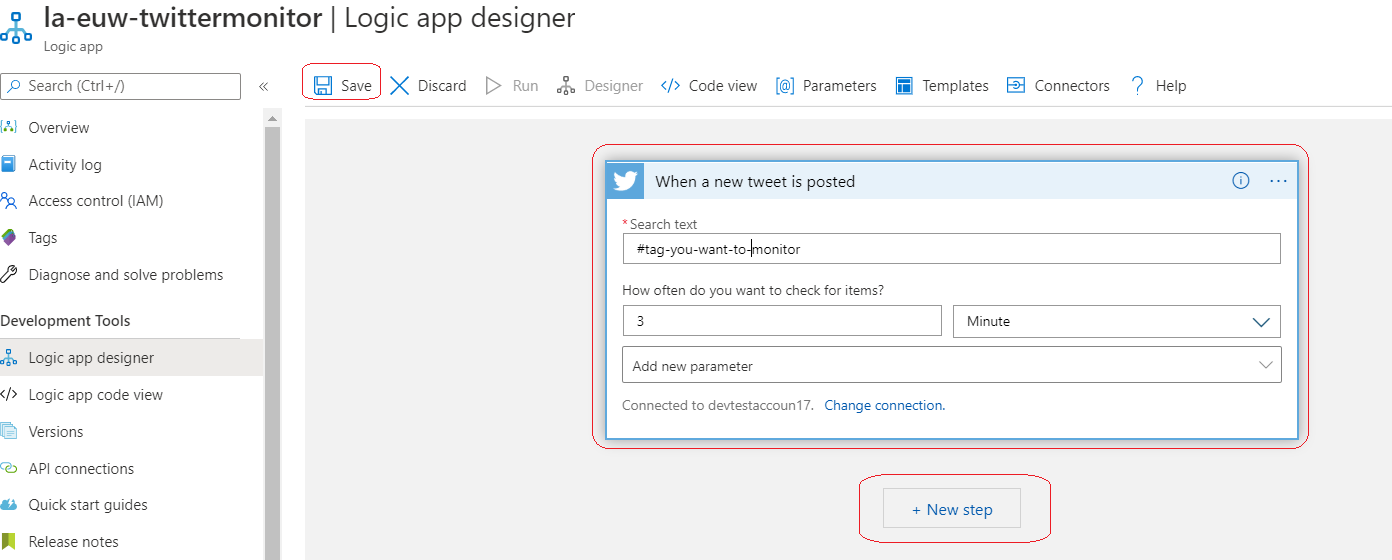 la-euw-twittermonitor | Logic app designer
Logic app
Search (Ctrl+/) «
Save Discard Run Designer </> Code view [@] Parameters Templates Connectors ? Help
Overview
Activity log
Access control (IAM)
Tags
Diagnose and solve problems
Development Tools
Logic app designer
</> Logic app code view
Versions
API connections
Quick start guides
Release notes
When a new tweet is posted
* Search text
#tag-you-want-to-monitor
How often do you want to check for items?
3 Minute
Add new parameter
Connected to devtestaccoun17. Change connection.
+ New step